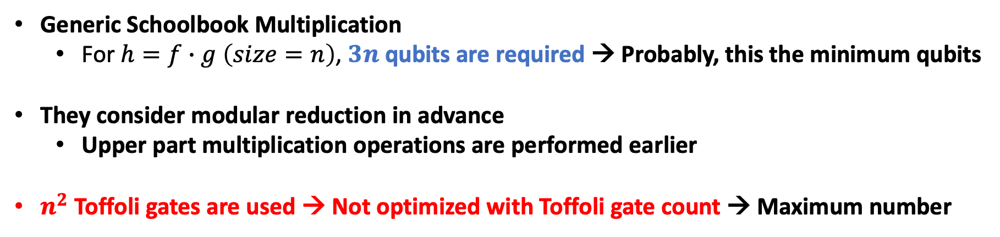 • Generic Schoolbook Multiplication
• For h = f · g (size = n), 3n qubits are required → Probably, this the minimum qubits
• They consider modular reduction in advance
• Upper part multiplication operations are performed earlier
• n² Toffoli gates are used → Not optimized with Toffoli gate count → Maximum number